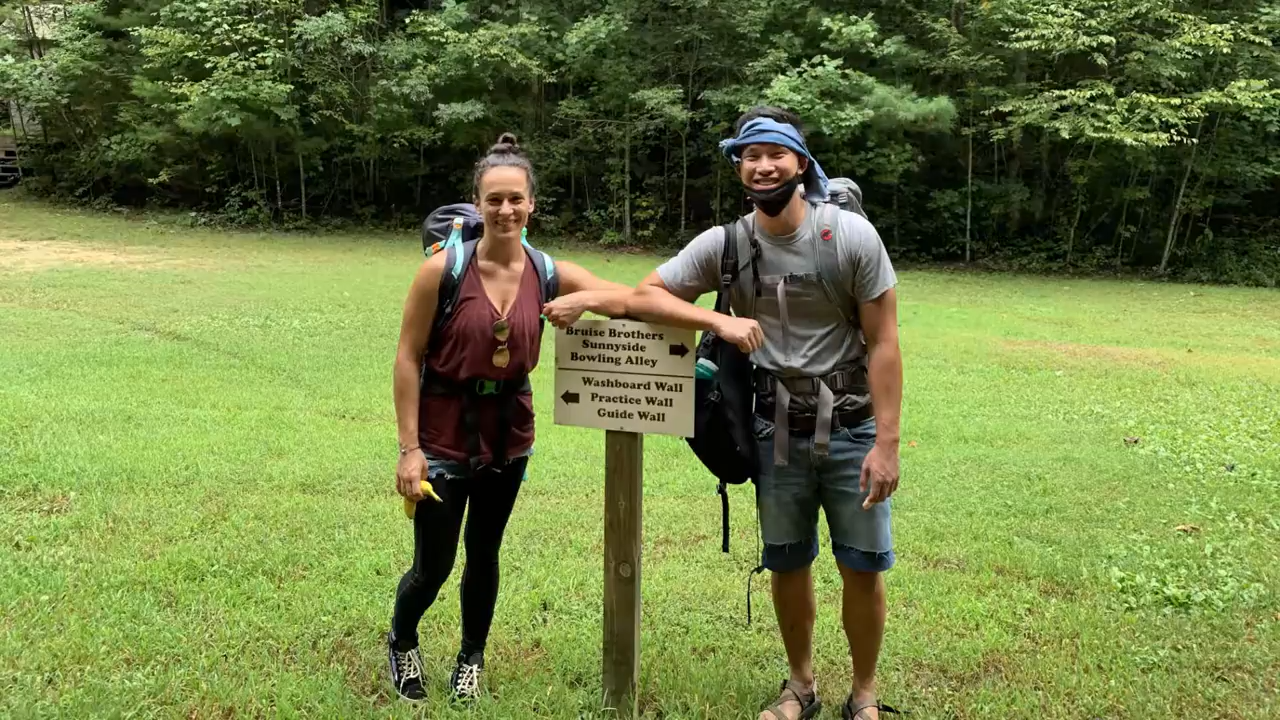 Bruise Brothers
Sunnyside
Bowling Alley
Washboard Wall
Practice Wall
Guide Wall